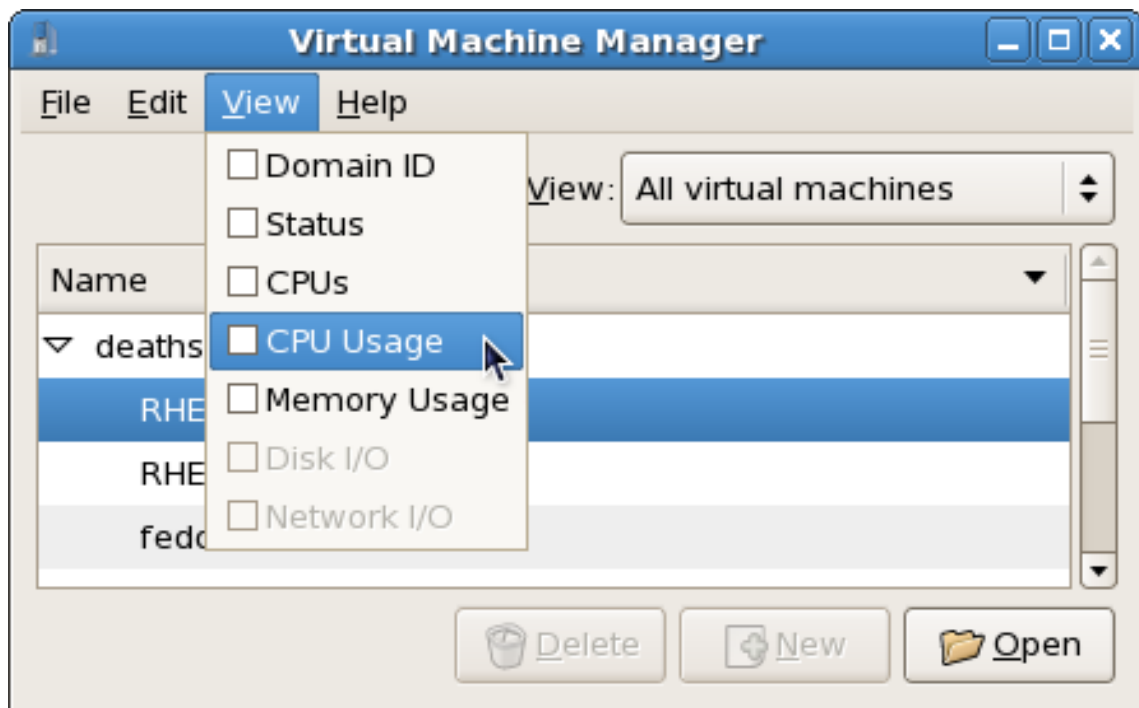 Virtual Machine Manager
File Edit View Help
Domain ID
Status
CPUs
CPU Usage
Memory Usage
Disk I/O
Network I/O
View: All virtual machines
Name
deaths
RHE
RHE
fedo
Delete New Open